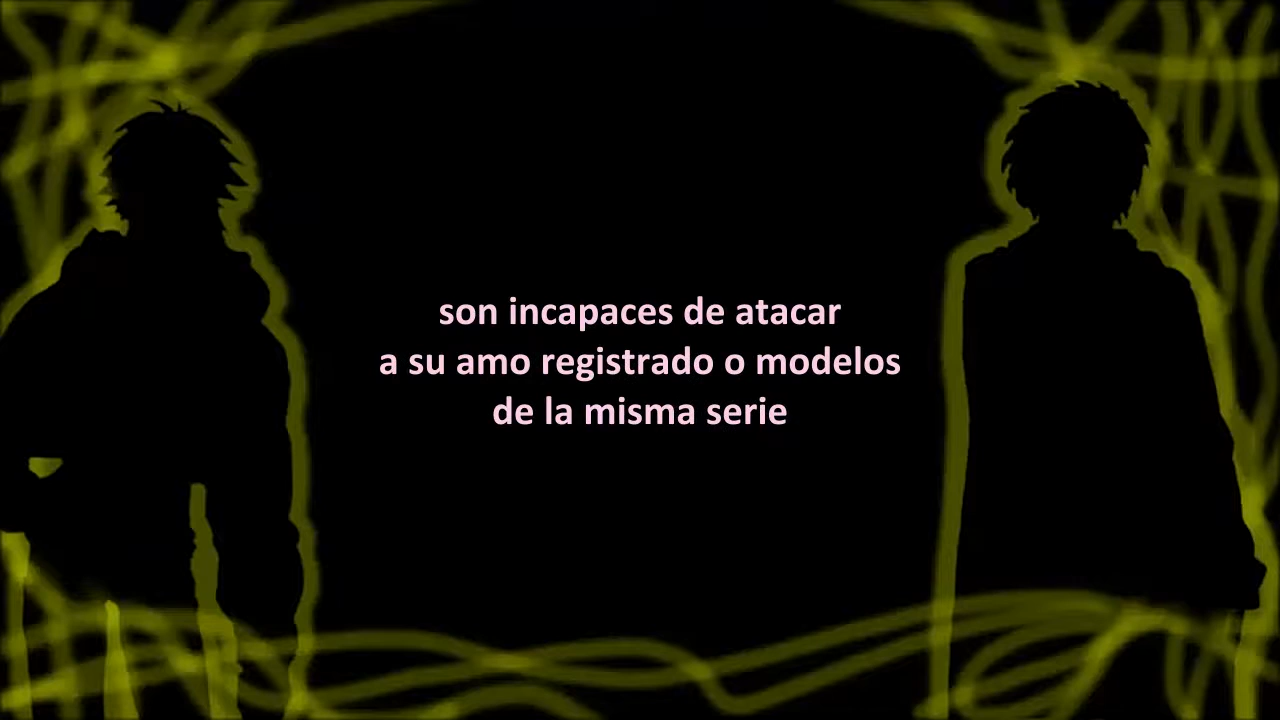 son incapaces de atacar
a su amo registrado o modelos
de la misma serie